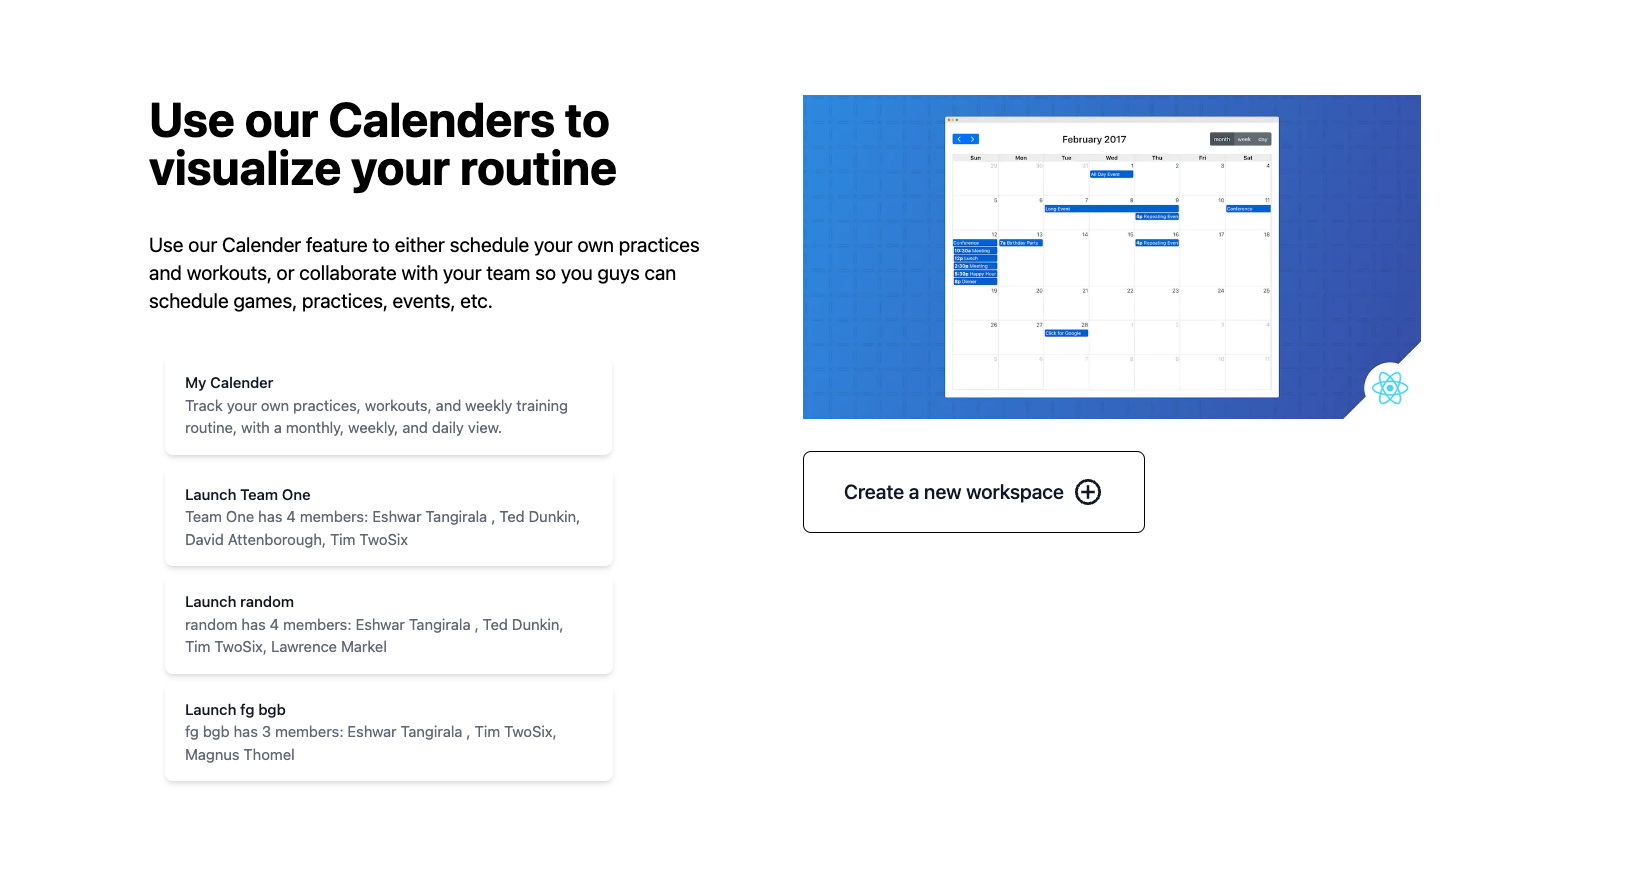 Use our Calenders to
visualize your routine
Use our Calender feature to either schedule your own practices
and workouts, or collaborate with your team so you guys can
schedule games, practices, events, etc.
My Calender
Track your own practices, workouts, and weekly training
routine, with a monthly, weekly, and daily view.
Launch Team One
Team One has 4 members: Eshwar Tangirala , Ted Dunkin,
David Attenborough, Tim TwoSix
Launch random
random has 4 members: Eshwar Tangirala , Ted Dunkin,
Tim TwoSix, Lawrence Markel
Launch fg bgb
fg bgb has 3 members: Eshwar Tangirala , Tim TwoSix,
Magnus Thomel
February 2017
month week day
Sun Mon Tue Wed Thu Fri Sat
29 30 31 1 2 3 4
All Day Event
5 6 7 8 9 10 11
Long Event Conference
4p Repeating Even
12 13 14 15 16 17 18
Conference 7a Birthday Party 4p Repeating Even
10:30a Meeting
12p Lunch
2:30p Meeting
5:30p Happy Hour
8p Dinner
19 20 21 22 23 24 25
26 27 28 1 2 3 4
Click for Google
5 6 7 8 9 10 11
Create a new workspace